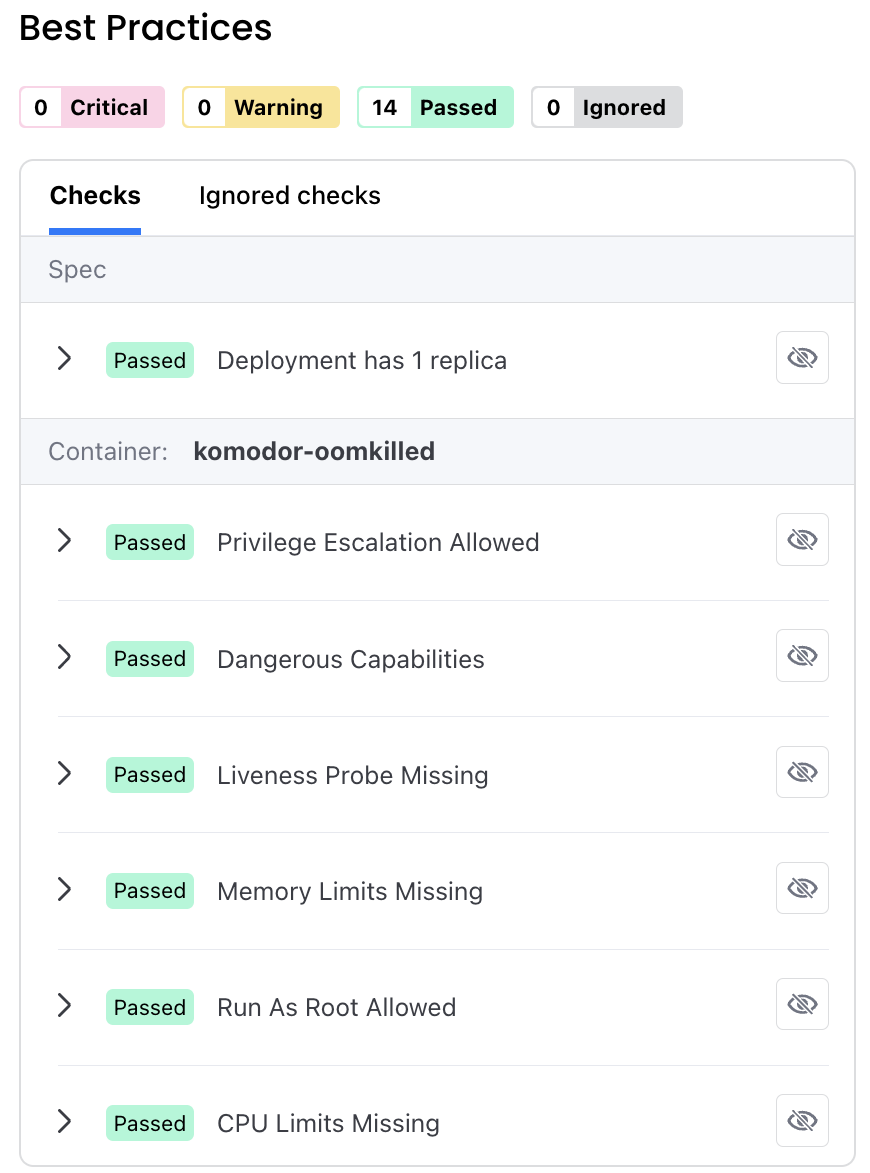 Best Practices
0 Critical 0 Warning 14 Passed 0 Ignored
Checks Ignored checks
Spec
Passed Deployment has 1 replica
Container: komodor-oomkilled
Passed Privilege Escalation Allowed
Passed Dangerous Capabilities
Passed Liveness Probe Missing
Passed Memory Limits Missing
Passed Run As Root Allowed
Passed CPU Limits Missing